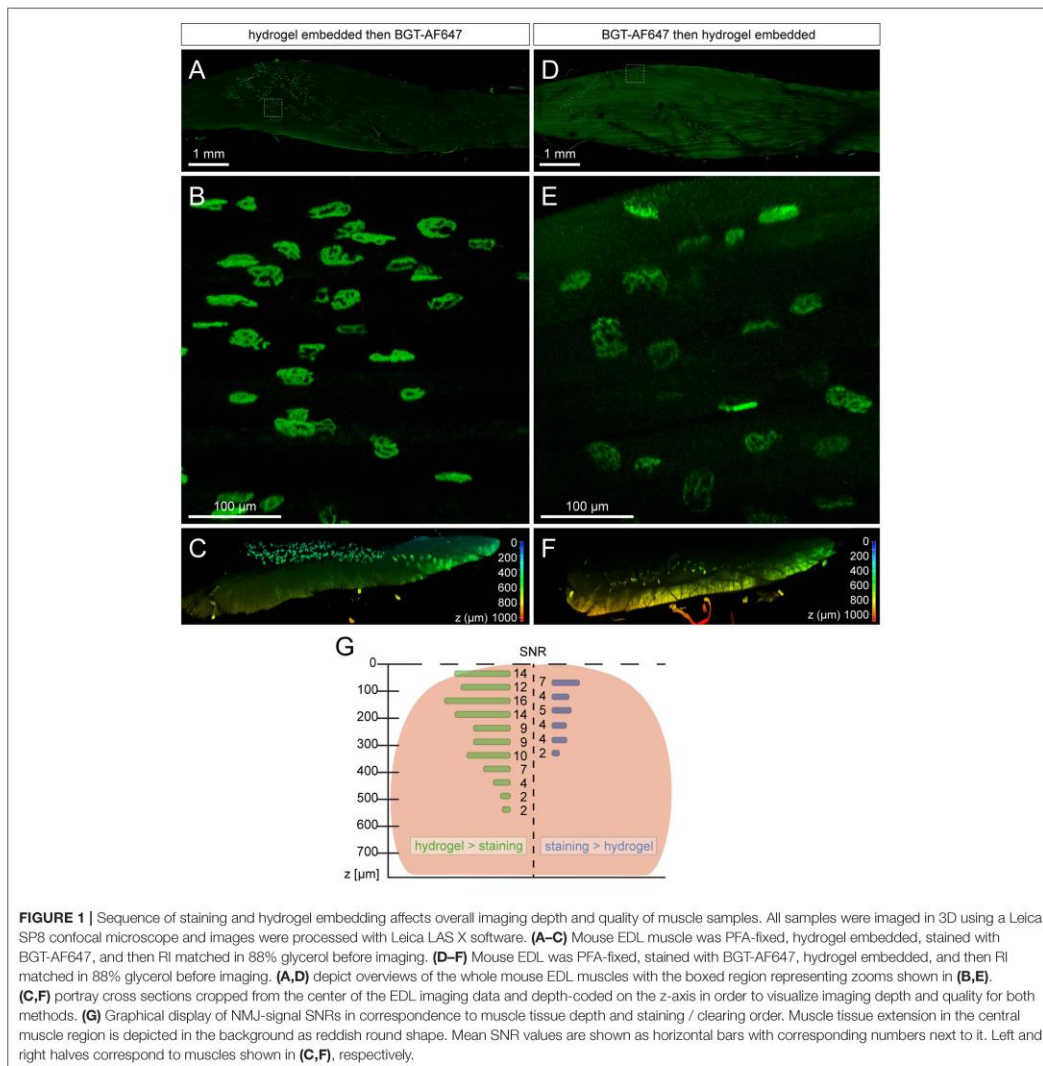 hydrogel embedded then BGT-AF647
BGT-AF647 then hydrogel embedded
A
1 mm
D
1 mm
B
100 µm
E
100 µm
C
0
200
400
600
800
z (µm) 1000
F
0
200
400
600
800
z (µm) 1000
G
SNR
0
100
200
300
400
500
600
700
z [µm]
14
12
16
14
9
9
10
7
4
2
2
7
4
5
4
4
2
hydrogel > staining
staining > hydrogel
FIGURE 1 | Sequence of staining and hydrogel embedding affects overall imaging depth and quality of muscle samples. All samples were imaged in 3D using a Leica
SP8 confocal microscope and images were processed with Leica LAS X software. (A–C) Mouse EDL muscle was PFA-fixed, hydrogel embedded, stained with
BGT-AF647, and then RI matched in 88% glycerol before imaging. (D–F) Mouse EDL was PFA-fixed, stained with BGT-AF647, hydrogel embedded, and then RI
matched in 88% glycerol before imaging. (A,D) depict overviews of the whole mouse EDL muscles with the boxed region representing zooms shown in (B,E).
(C,F) portray cross sections cropped from the center of the EDL imaging data and depth-coded on the z-axis in order to visualize imaging depth and quality for both
methods. (G) Graphical display of NMJ-signal SNRs in correspondence to muscle tissue depth and staining / clearing order. Muscle tissue extension in the central
muscle region is depicted in the background as reddish round shape. Mean SNR values are shown as horizontal bars with corresponding numbers next to it. Left and
right halves correspond to muscles shown in (C,F), respectively.